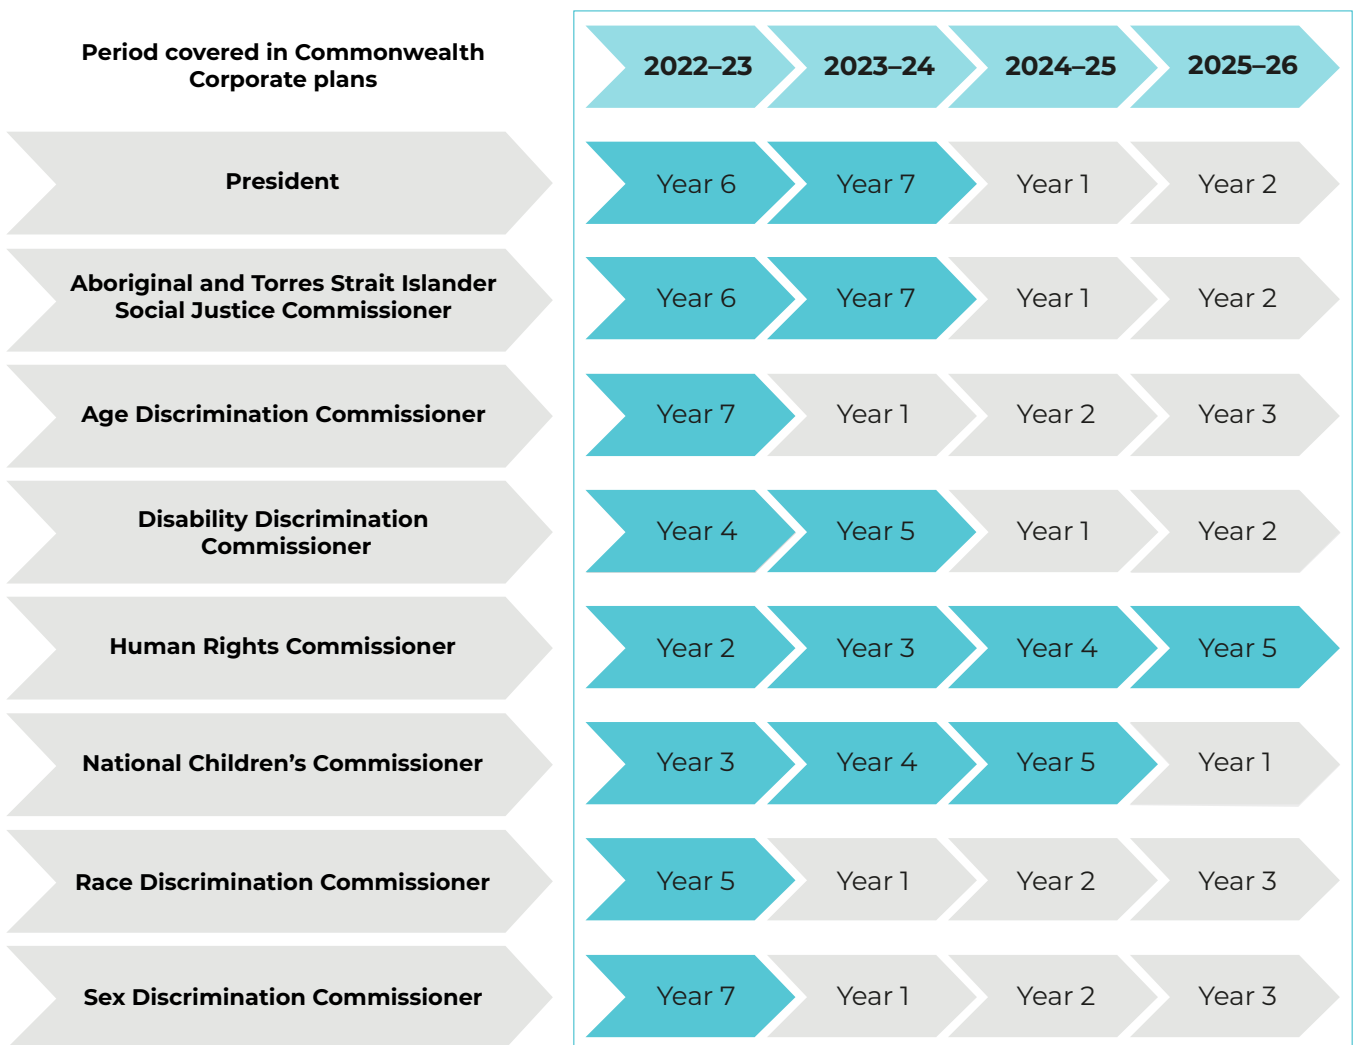 Period covered in Commonwealth
Corporate plans
2022–23
2023–24
2024–25
2025–26
President
Year 6
Year 7
Year 1
Year 2
Aboriginal and Torres Strait Islander
Social Justice Commissioner
Year 6
Year 7
Year 1
Year 2
Age Discrimination Commissioner
Year 7
Year 1
Year 2
Year 3
Disability Discrimination
Commissioner
Year 4
Year 5
Year 1
Year 2
Human Rights Commissioner
Year 2
Year 3
Year 4
Year 5
National Children’s Commissioner
Year 3
Year 4
Year 5
Year 1
Race Discrimination Commissioner
Year 5
Year 1
Year 2
Year 3
Sex Discrimination Commissioner
Year 7
Year 1
Year 2
Year 3